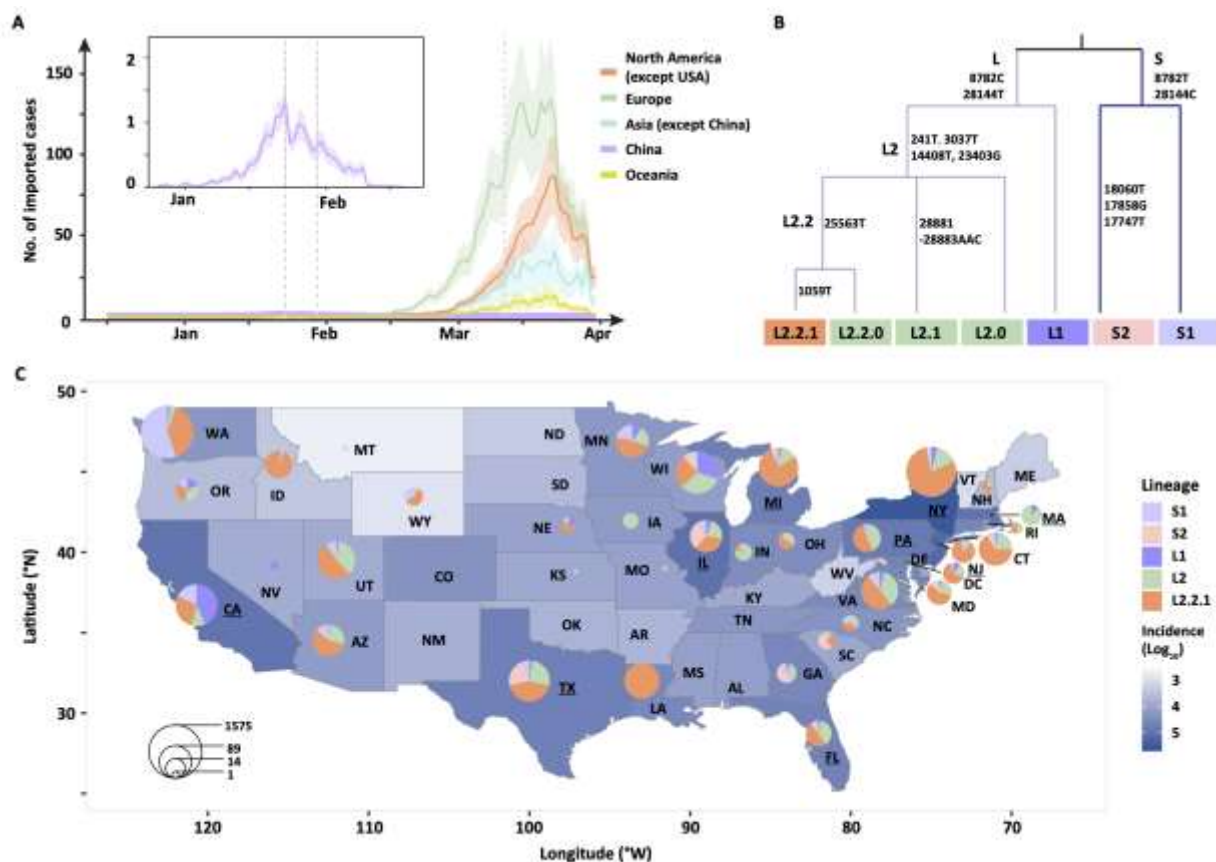 A
No. of imported cases
150
100
75
50
0
Jan
Feb
Mar
Apr
2
1
0
Jan
Feb
North America
(except USA)
Europe
Asia (except China)
China
Oceania
B
L
8782C
28144T
S
8782T
28144C
L2
241T. 3037T
14408T, 23403G
L2.2
25563T
28881
-28883AAC
18060T
17858G
17747T
1059T
L2.2.1
L2.2.0
L2.1
L2.0
L1
S2
S1
C
Latitude (°N)
50
40
30
120
110
100
90
80
70
Longitude (°W)
WA
MT
ND
MN
OR
ID
SD
WI
MI
NY
VT
NH
ME
MA
RI
CT
WY
NE
IA
IN
OH
PA
NJ
DE
DC
MD
CA
NV
UT
CO
KS
MO
IL
KY
WV
VA
AZ
NM
OK
AR
TN
NC
SC
TX
LA
MS
AL
GA
FL
1575
89
14
1
Lineage
S1
S2
L1
L2
L2.2.1
Incidence
(Log₁₀)
3
4
5